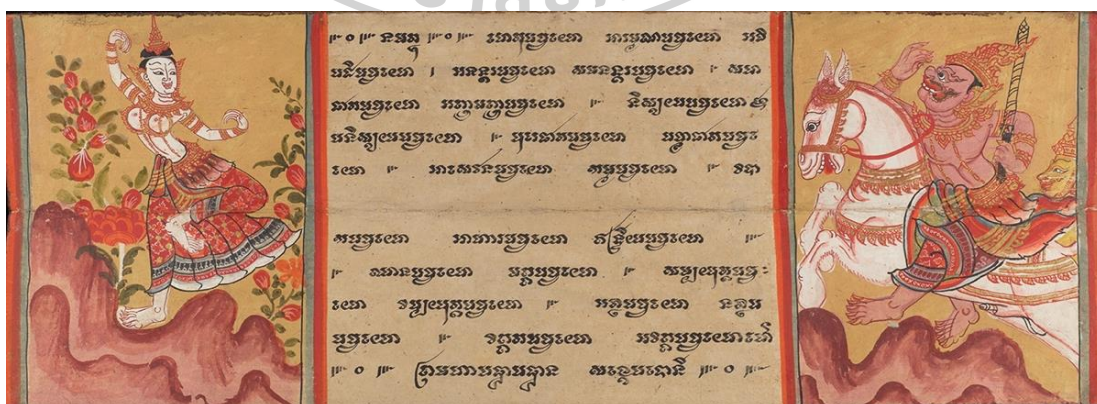 នមត្ថុ ហេតុបច្ចយោ អារម្មណបច្ចយោ អធិ
បតិបច្ចយោ អនន្តរបច្ចយោ សមនន្តរបច្ចយោ សហ
ជាតបច្ចយោ អញ្ញមញ្ញបច្ចយោ និស្សយបច្ចយោ ឧ
បនិស្សយបច្ចយោ បុរេជាតបច្ចយោ បច្ឆាជាតបច្ច
យោ អាសេវនបច្ចយោ កម្មបច្ចយោ វិបា
កបច្ចយោ អាហារបច្ចយោ ឥន្ទ្រិយបច្ចយោ
ឈានបច្ចយោ មគ្គបច្ចយោ សម្បយុត្តបច្ច
យោ វិប្បយុត្តបច្ចយោ អត្ថិបច្ចយោ នត្ថិ
បច្ចយោ វិគតបច្ចយោ អវិគតបច្ចយោ